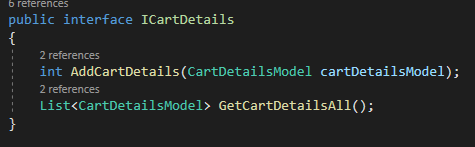 6 references
public interface ICartDetails
{
2 references
int AddCartDetails(CartDetailsModel cartDetailsModel);
2 references
List<CartDetailsModel> GetCartDetailsAll();
}